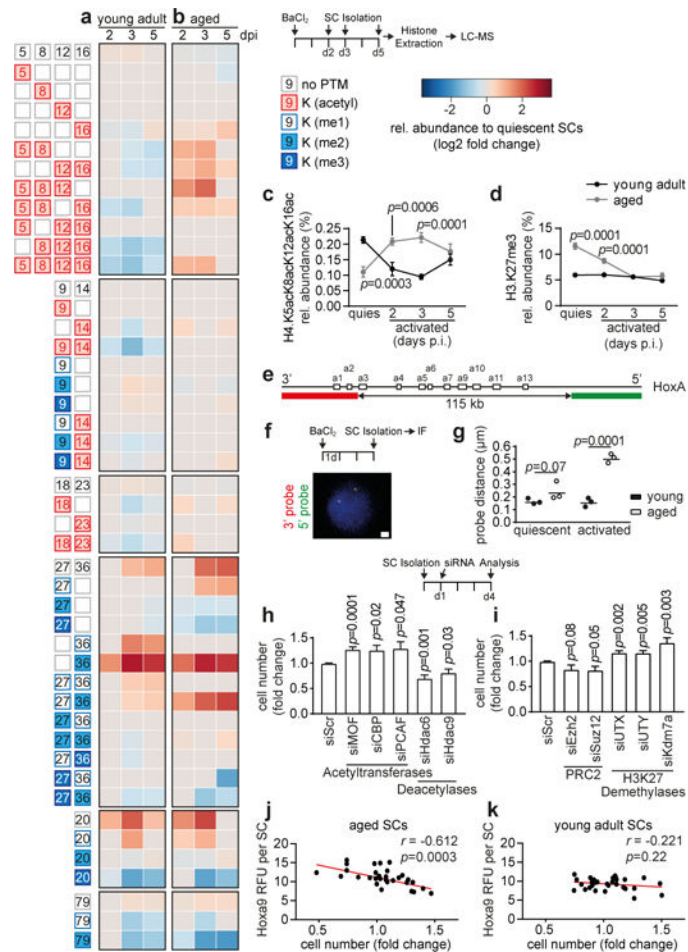 a young adult b aged
2 3 5 2 3 5 dpi
5 8 12 16
5
8
12
16
5 8
12 16
5 8 12
5 8 16
5 12 16
8 12 16
5 8 12 16
9 14
9
14
9 14
9
9
9
9 14
9 14
9 14
18 23
18
23
18 23
27 36
27
27
27
36
36
27 36
27 36
27 36
27 36
27 36
27 36
27 36
20
20
20
20
79
79
79
BaCl2 SC Isolation
d2 d3 d5
Histone Extraction
LC-MS
9 no PTM
9 K (acetyl)
9 K (me1)
9 K (me2)
9 K (me3)
-2 0 2
rel. abundance to quiescent SCs
(log2 fold change)
c
H4.K5acK8acK12acK16ac
rel. abundance (%)
0.25
0.20
0.15
0.10
0.05
0.00
p=0.0006
p=0.0001
p=0.0003
quies 2 3 5
activated
(days p.i.)
d
young adult
aged
H3.K27me3
rel. abundance (%)
15
10
5
0
p=0.0001
p=0.0001
quies 2 3 5
activated
(days p.i.)
e
3' 5'
a1 a2 a3 a4 a5 a6 a7 a9 a10 a11 a13
HoxA
115 kb
f
BaCl2 SC Isolation IF
1d
3' probe
5' probe
g
probe distance (µm)
0.6
0.5
0.4
0.3
0.2
0.1
0
p=0.07
p=0.0001
quiescent activated
young
aged
SC Isolation siRNA Analysis
d1 d4
h
cell number
(fold change)
1.5
1.0
0.5
0.0
p=0.0001
p=0.02
p=0.047
p=0.001
p=0.03
siScr
siMOF
siCBP
siPCAF
siHdac6
siHdac9
Acetyltransferases
Deacetylases
i
cell number
(fold change)
1.5
1.0
0.5
0.0
p=0.08
p=0.05
p=0.002
p=0.005
p=0.003
siScr
siEzh2
siSuz12
siUTX
siUTY
siKdm7a
PRC2 H3K27
Demethylases
j
aged SCs
r = -0.612
p=0.0003
Hoxa9 RFU per SC
20
15
10
5
0
0.5 1.0 1.5
cell number (fold change)
k
young adult SCs
r = -0.221
p=0.22
Hoxa9 RFU per SC
20
15
10
5
0
0.5 1.0 1.5
cell number (fold change)